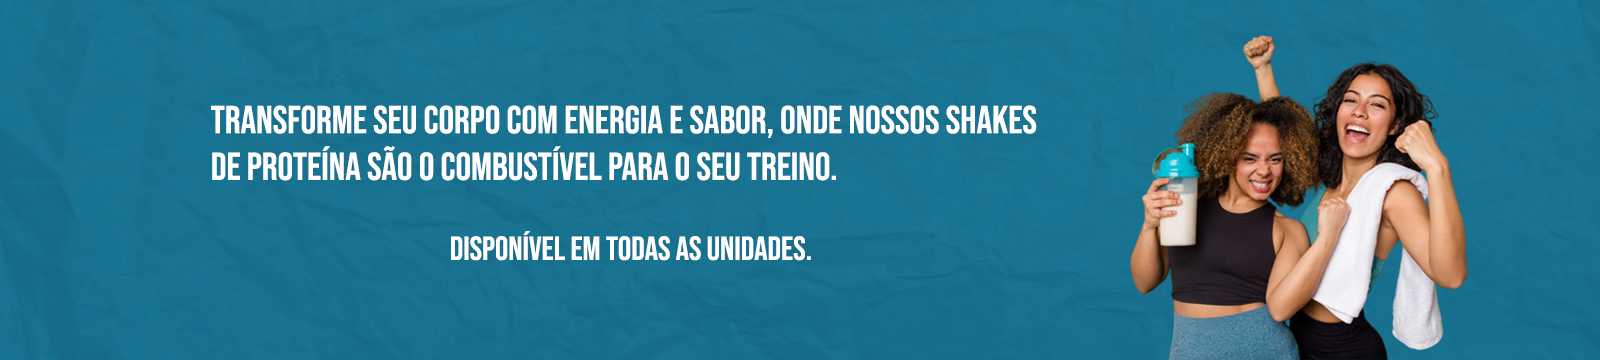 TRANSFORME SEU CORPO COM ENERGIA E SABOR, ONDE NOSSOS SHAKES
DE PROTEÍNA SÃO O COMBUSTÍVEL PARA O SEU TREINO.
DISPONÍVEL EM TODAS AS UNIDADES.